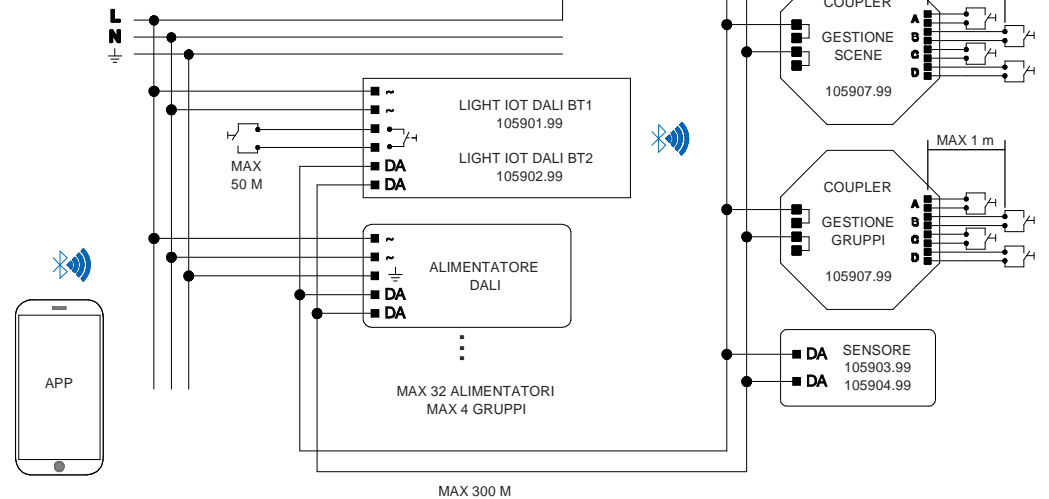 L
N
~
~
DA
DA
LIGHT IOT DALI BT1
105901.99
LIGHT IOT DALI BT2
105902.99
MAX
50 M
~
~
DA
DA
ALIMENTATORE
DALI
MAX 32 ALIMENTATORI
MAX 4 GRUPPI
APP
MAX 300 M
COUPLER
GESTIONE
SCENE
105907.99
A
B
C
D
MAX 1 m
COUPLER
GESTIONE
GRUPPI
105907.99
A
B
C
D
DA
DA
SENSORE
105903.99
105904.99